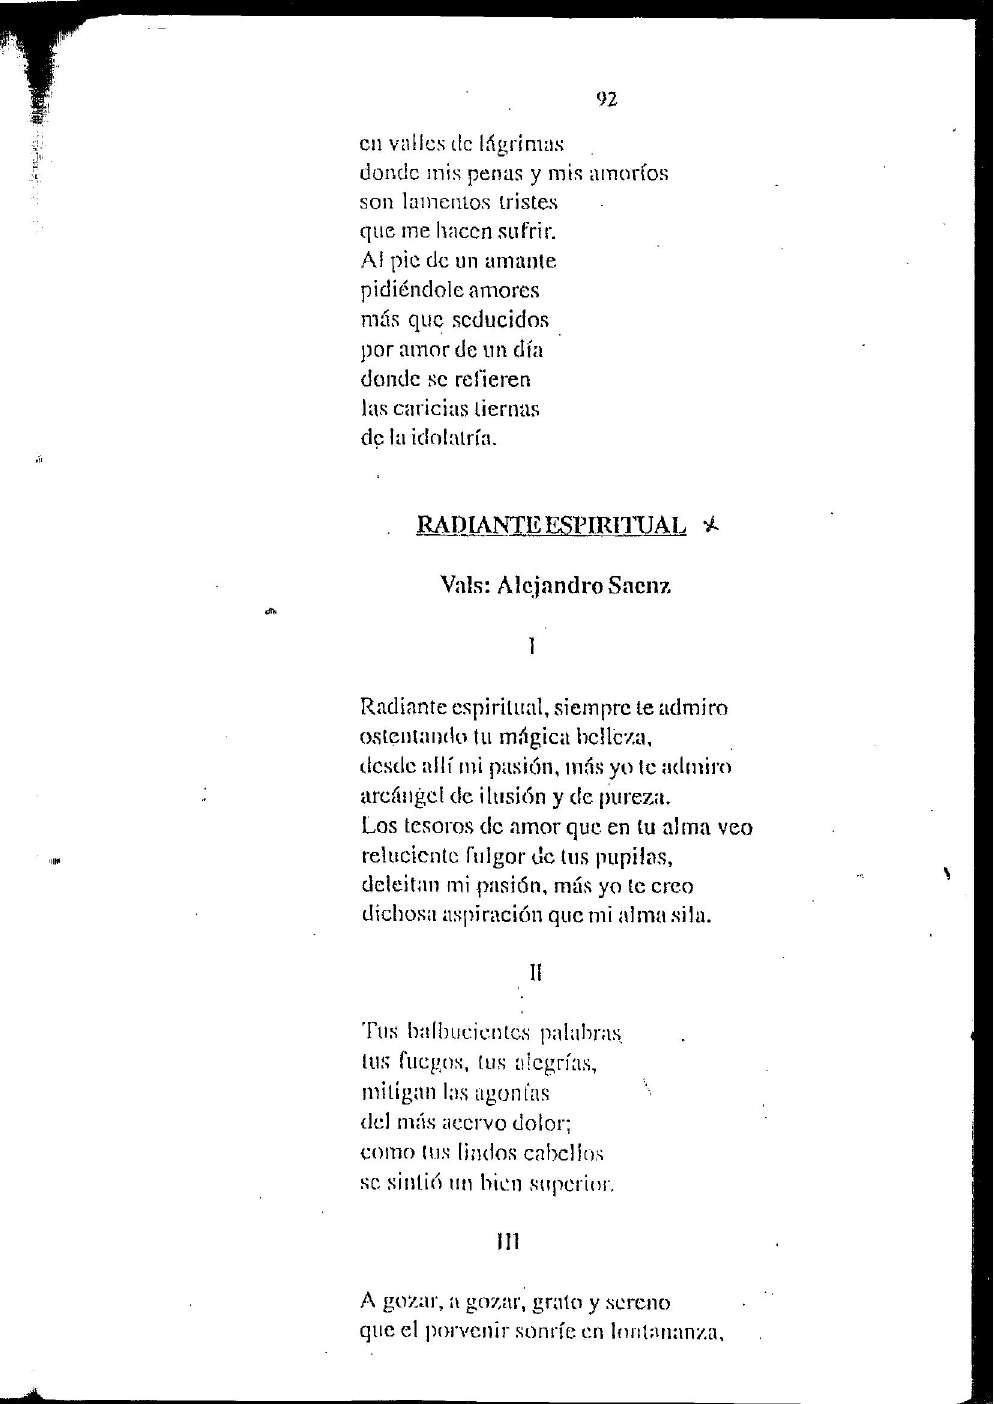 92
en valles de lágrimas
donde mis penas y mis amoríos
son lamentos tristes
que me hacen sufrir.
Al pie de un amante
pidiéndole amores
más que seducidos
por amor de un día
donde se refieren
las caricias tiernas
de la idolatría.
RADIANTE ESPIRITUAL
Vals: Alejandro Saenz
I
Radiante espiritual, siempre te admiro
ostentando tu mágica belleza,
desde allí mi pasión, más yo te admiro
arcángel de ilusión y de pureza.
Los tesoros de amor que en tu alma veo
reluciente fulgor de tus pupilas,
deleitan mi pasión, más yo te creo
dichosa aspiración que mi alma sila.
II
Tus balbucientes palabras
tus fuegos, tus alegrías,
mitigan las agonías
del más acervo dolor;
como tus lindos cabellos
se sintió un bien superior.
III
A gozar, a gozar, grato y sereno
que el porvenir sonríe en lontananza,